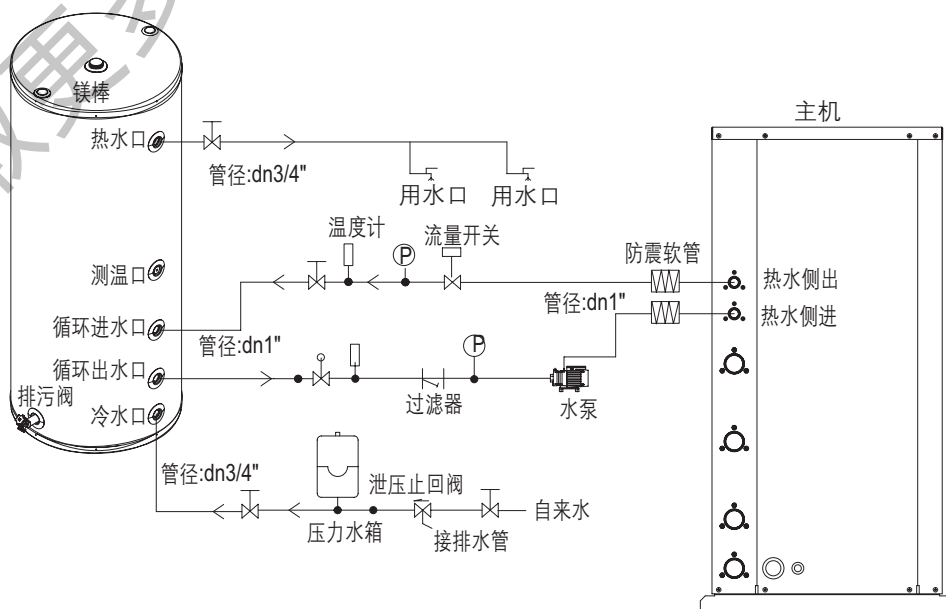 主机
镁棒
热水口
管径:dn3/4"
用水口
用水口
温度计
流量开关
防震软管
P
测温口
热水侧出
管径:dn1"
热水侧进
循环进水口
管径:dn1"
P
循环出水口
排污阀
过滤器
水泵
冷水口
管径:dn3/4"
泄压止回阀
自来水
压力水箱
接排水管